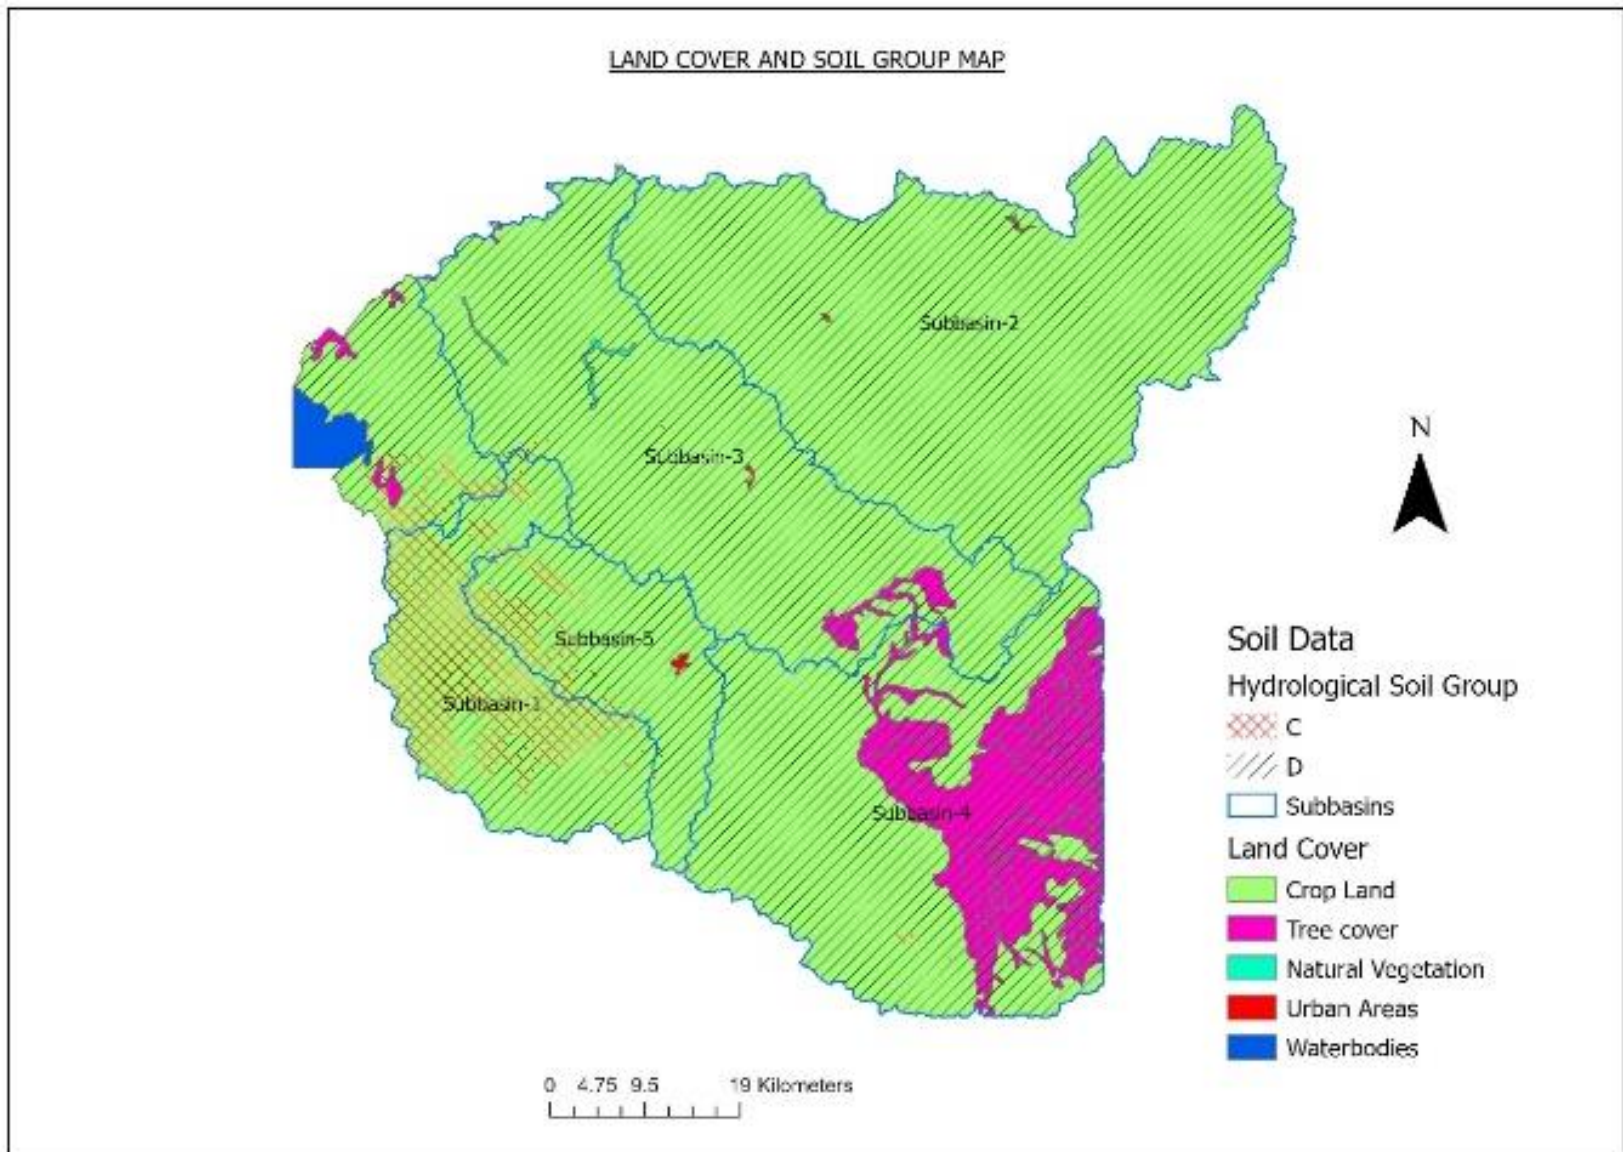 LAND COVER AND SOIL GROUP MAP
Subbasin-2
Subbasin-3
N
Subbasin-5
Subbasin-1
Subbasin-4
Soil Data
Hydrological Soil Group
C
D
Subbasins
Land Cover
Crop Land
Tree cover
Natural Vegetation
Urban Areas
Waterbodies
0 4.75 9.5 19 Kilometers